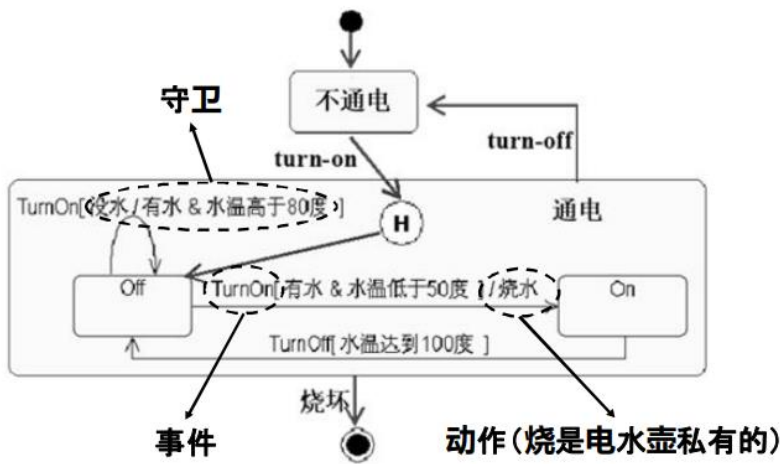 不通电
守卫
turn-on
turn-off
TurnOn[没水 / 有水 & 水温高于80度 ]
H
通电
Off
TurnOn[有水 & 水温低于50度 ] / 烧水
On
TurnOff[水温达到100度 ]
烧坏
事件
动作(烧是电水壶私有的)